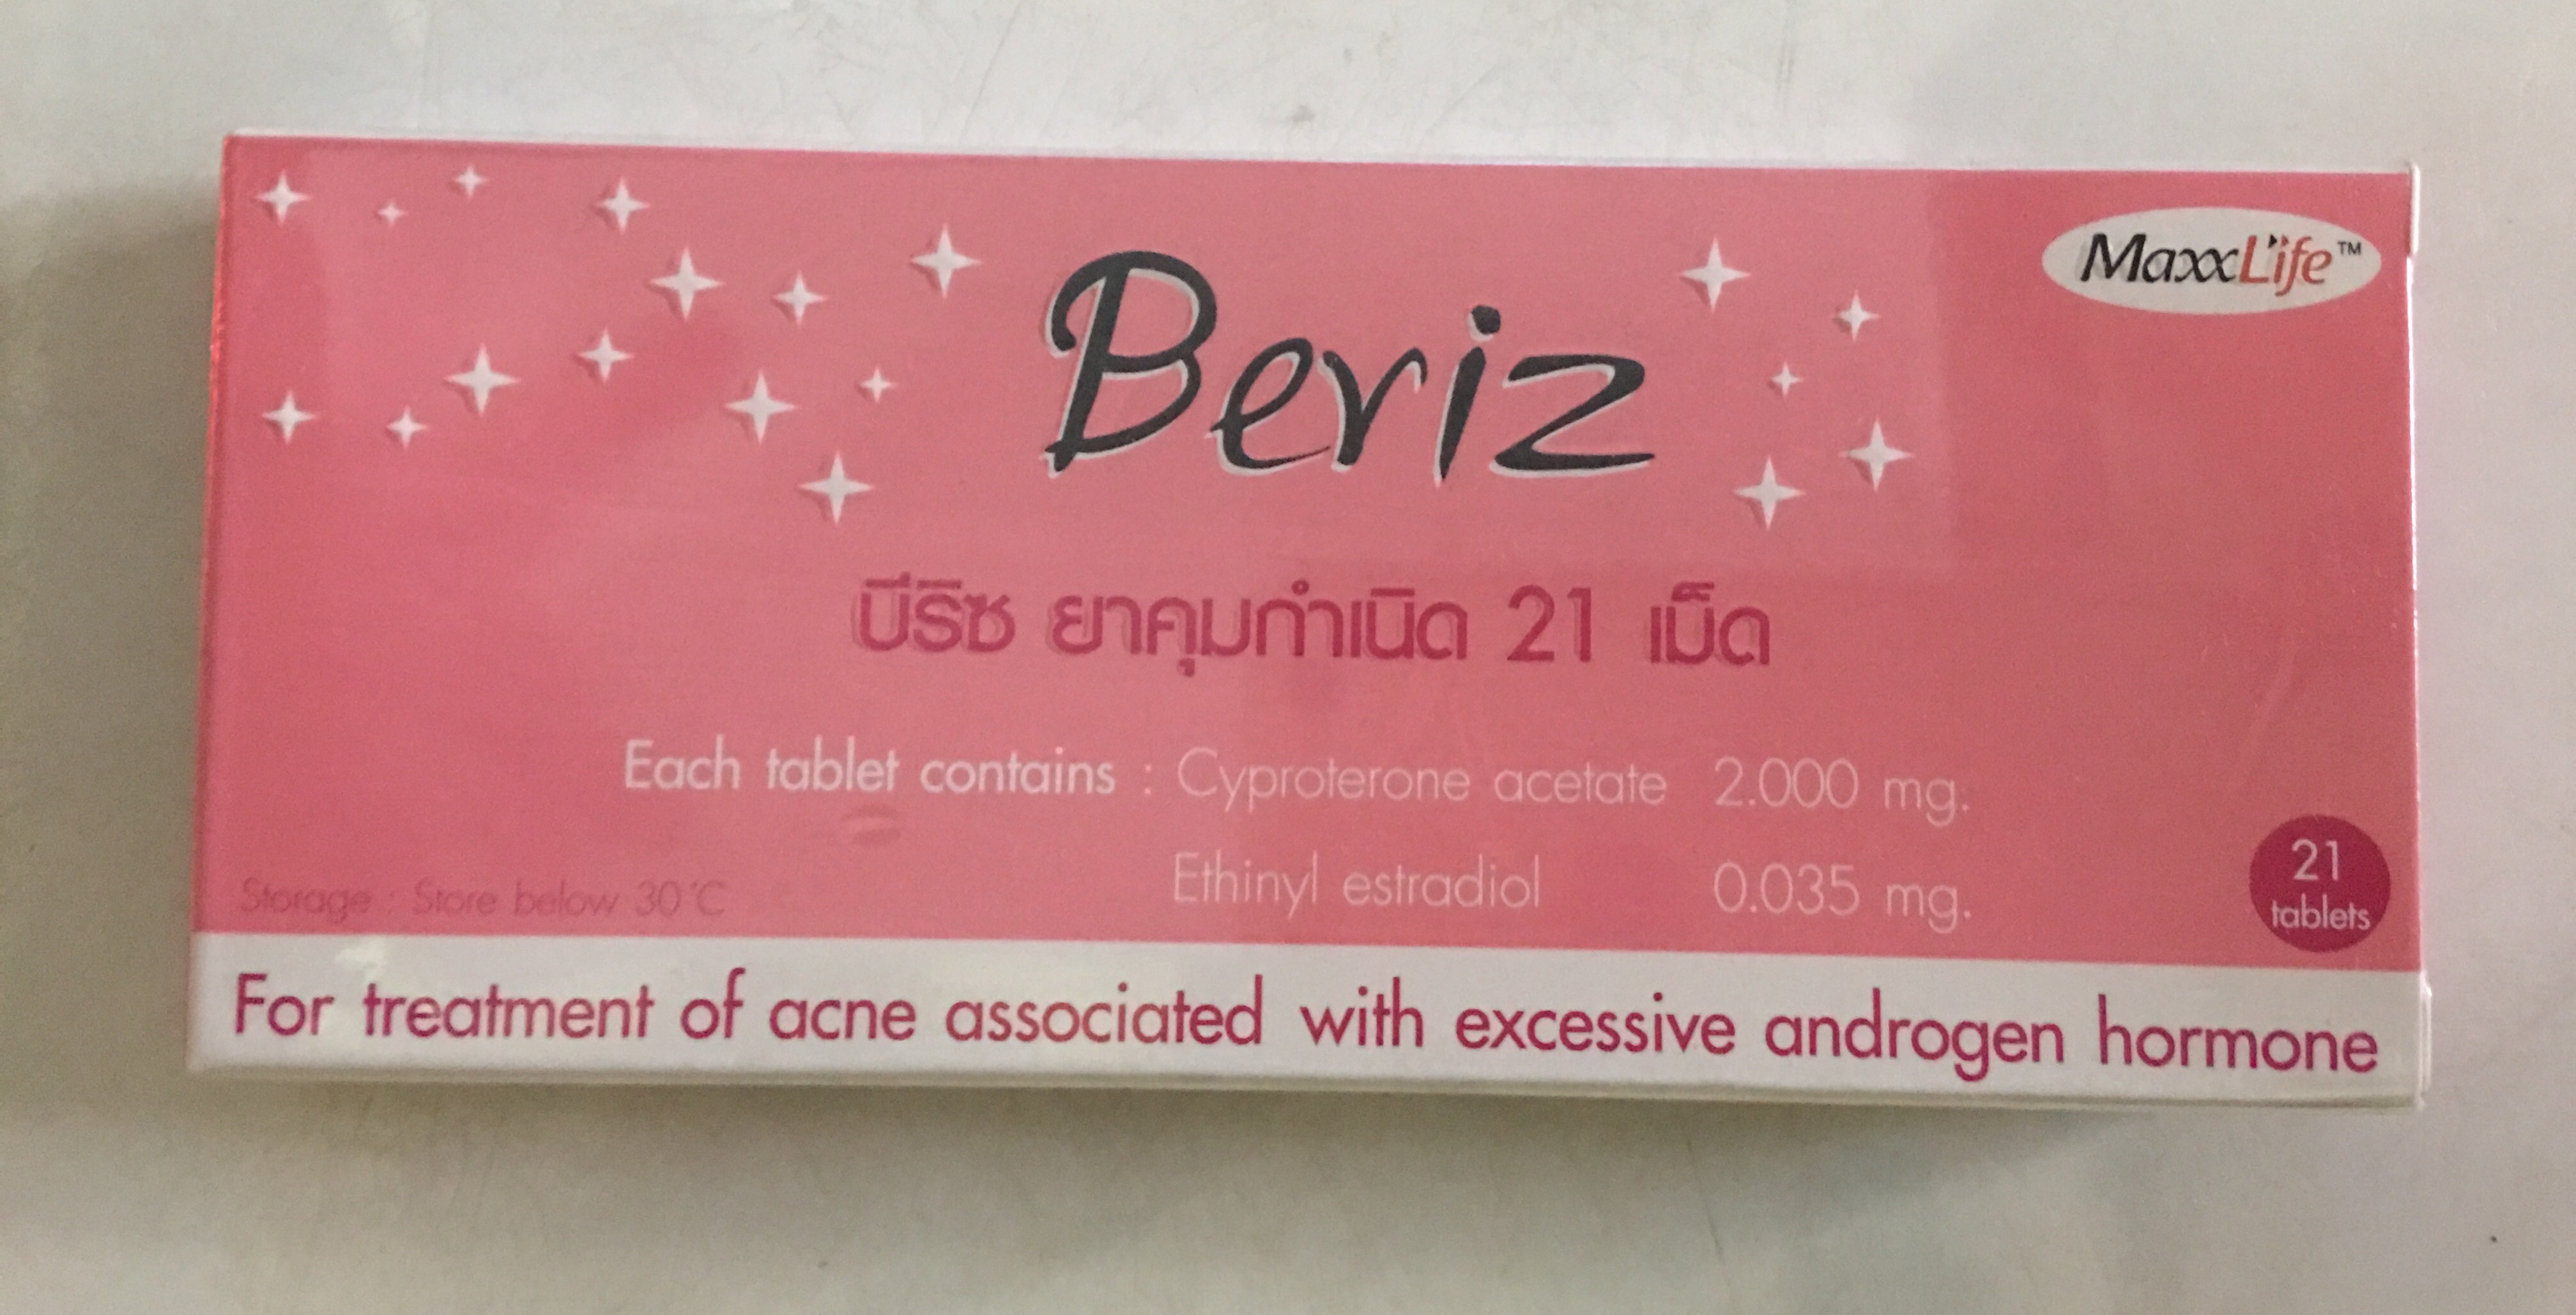 MaxxLife™
Beriz
บีริซ ยาคุมกำเนิด 21 เม็ด
Each tablet contains : Cyproterone acetate 2.000 mg.
Ethinyl estradiol 0.035 mg.
Storage : Store below 30°C
21
tablets
For treatment of acne associated with excessive androgen hormone